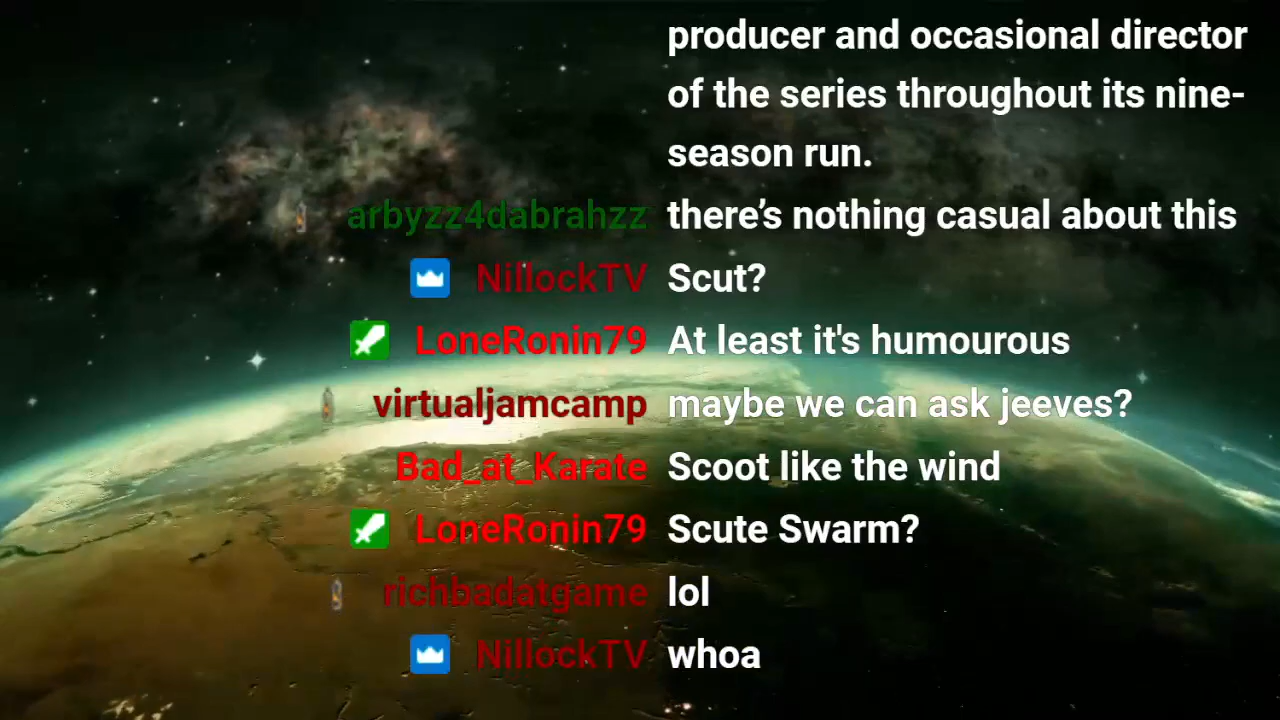 producer and occasional director
of the series throughout its nine-
season run.
arbyzz4dabrahzz there's nothing casual about this
NillockTV Scut?
LoneRonin79 At least it's humourous
virtualjamcamp maybe we can ask jeeves?
Bad_at_Karate Scoot like the wind
LoneRonin79 Scute Swarm?
richbadatgame lol
NillockTV whoa